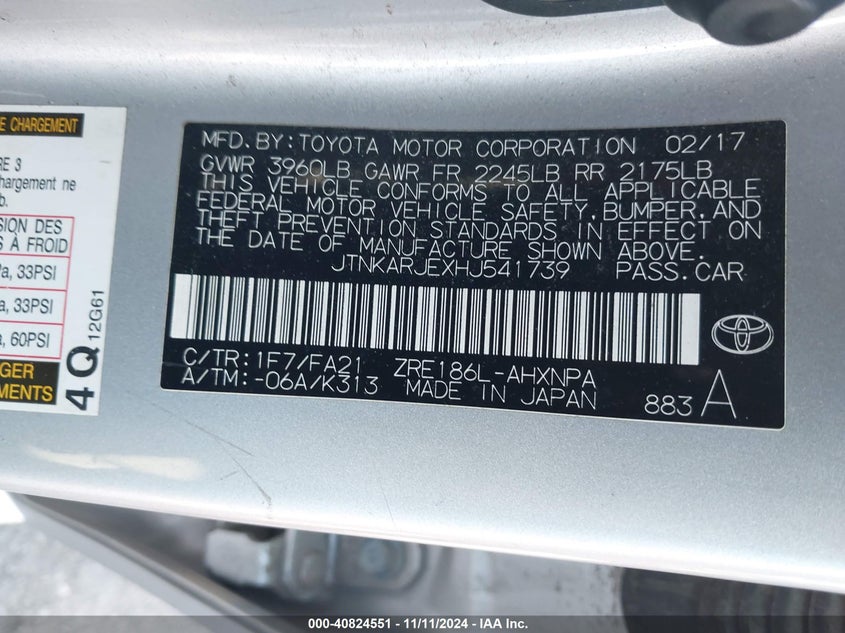 E CHARGEMENT
RE 3
chargement ne
b.
SION DES
S À FROID
a, 33PSI
a, 33PSI
a, 60PSI
GER
MENTS
4 Q 12G61
MFD.BY:TOYOTA MOTOR CORPORATION 02/17
GVWR 3960LB GAWR FR 2245LB RR 2175LB
THIS VEHICLE CONFORMS TO ALL APPLICABLE
FEDERAL MOTOR VEHICLE SAFETY,BUMPER,AND
THEFT PREVENTION STANDARDS IN EFFECT ON
THE DATE OF MANUFACTURE SHOWN ABOVE.
JTNKARJEXHJ541739 PASS.CAR
C/TR:1F7/FA21 ZRE186L-AHXNPA
A/TM:-06A/K313 MADE IN JAPAN 883 A
000-40824551 - 11/11/2024 - IAA Inc.